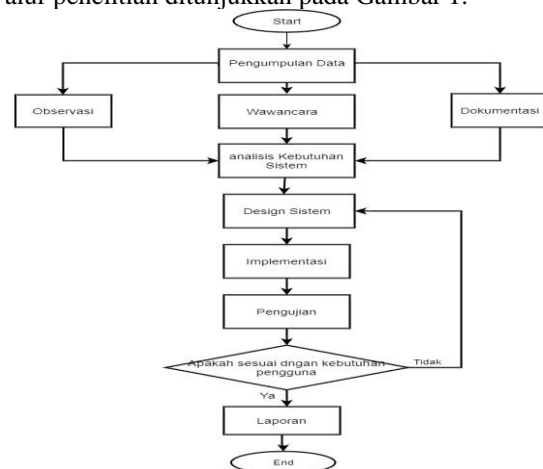 alur penelitian ditunjukkan pada Gambar 1.
Start
Pengumpulan Data
Observasi
Wawancara
Dokumentasi
analisis Kebutuhan
Sistem
Design Sistem
Implementasi
Pengujian
Apakah sesuai dngan kebutuhan
pengguna
Tidak
Ya
Laporan
End